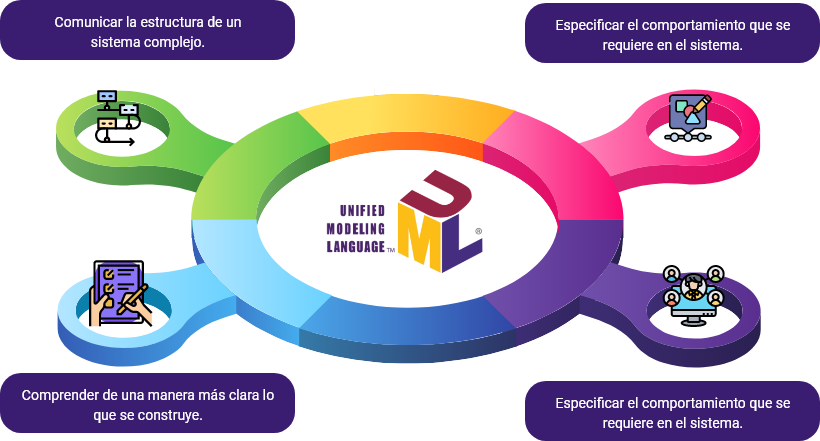 Comunicar la estructura de un
sistema complejo.
Especificar el comportamiento que se
requiere en el sistema.
UNIFIED
MODELING
LANGUAGE™
UML®
Comprender de una manera más clara lo
que se construye.
Especificar el comportamiento que se
requiere en el sistema.